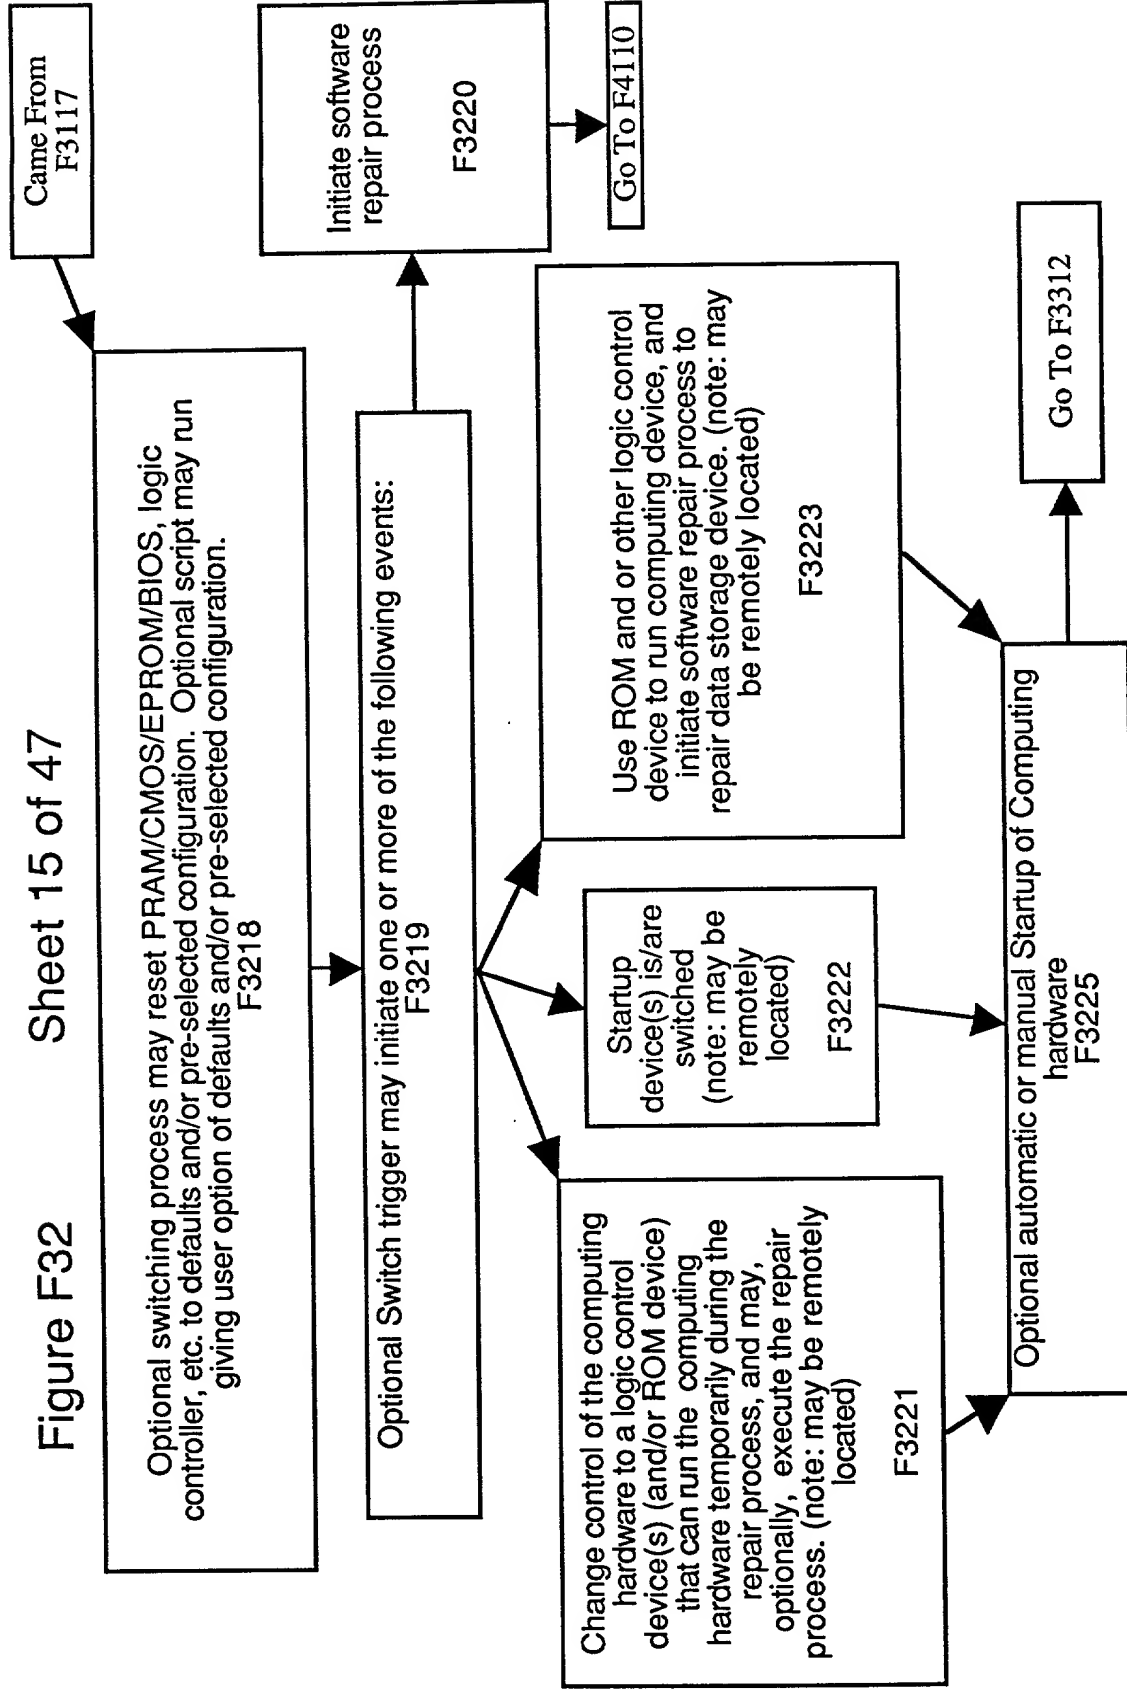 Figure F32
Sheet 15 of 47
Came From
F3117
Optional switching process may reset PRAM/CMOS/EPROM/BIOS, logic
controller, etc. to defaults and/or pre-selected configuration. Optional script may run
giving user option of defaults and/or pre-selected configuration.
F3218
Optional Switch trigger may initiate one or more of the following events:
F3219
Initiate software
repair process
F3220
Go To F4110
Change control of the computing
hardware to a logic control
device(s) (and/or ROM device)
that can run the computing
hardware temporarily during the
repair process, and may,
optionally, execute the repair
process. (note: may be remotely
located)
F3221
Startup
device(s) is/are
switched
(note: may be
remotely
located)
F3222
Use ROM and or other logic control
device to run computing device, and
initiate software repair process to
repair data storage device. (note: may
be remotely located)
F3223
Optional automatic or manual Startup of Computing
hardware
F3225
Go To F3312